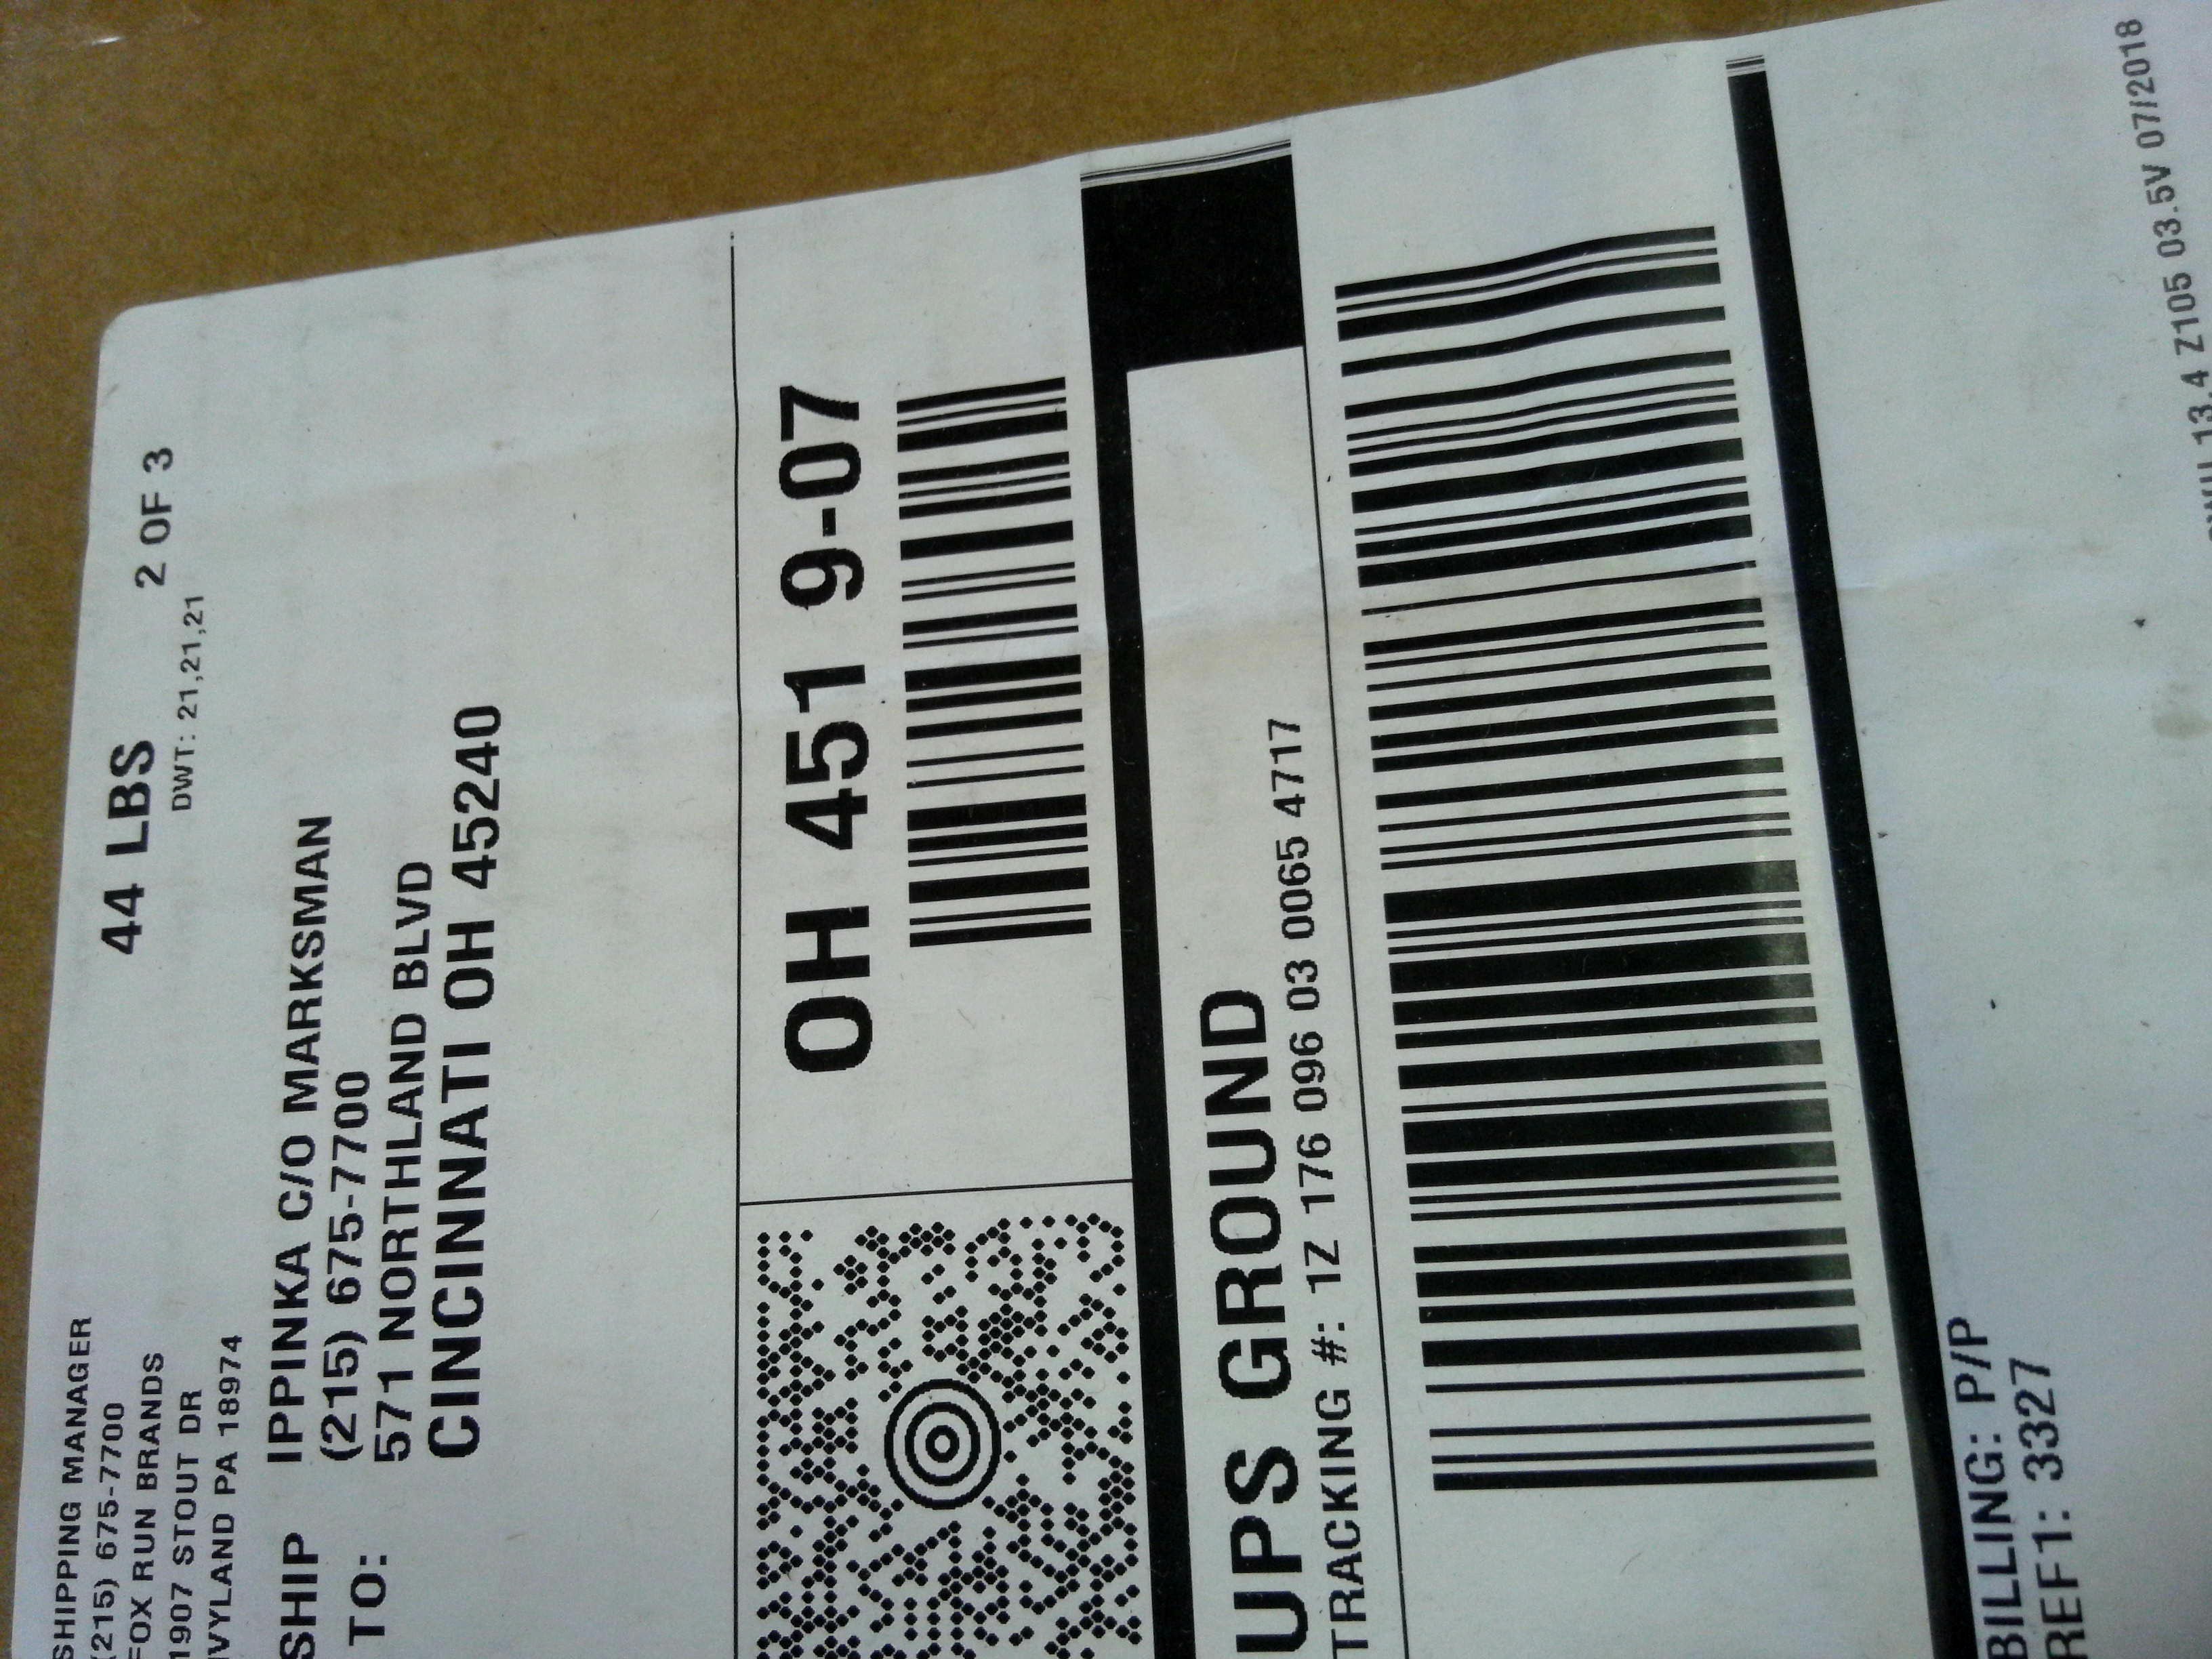 SHIPPING MANAGER
(215) 675-7700
FOX RUN BRANDS
1907 STOUT DR
IVYLAND PA 18974
44 LBS
2 OF 3
DWT: 21,21,21
SHIP TO:
IPPINKA C/O MARKSMAN
(215) 675-7700
571 NORTHLAND BLVD
CINCINNATI OH 45240
OH 451 9-07
UPS GROUND
TRACKING #: 1Z 176 096 03 0065 4717
BILLING: P/P
REF1: 3327
13.4 Z105 03.5V 07/2018